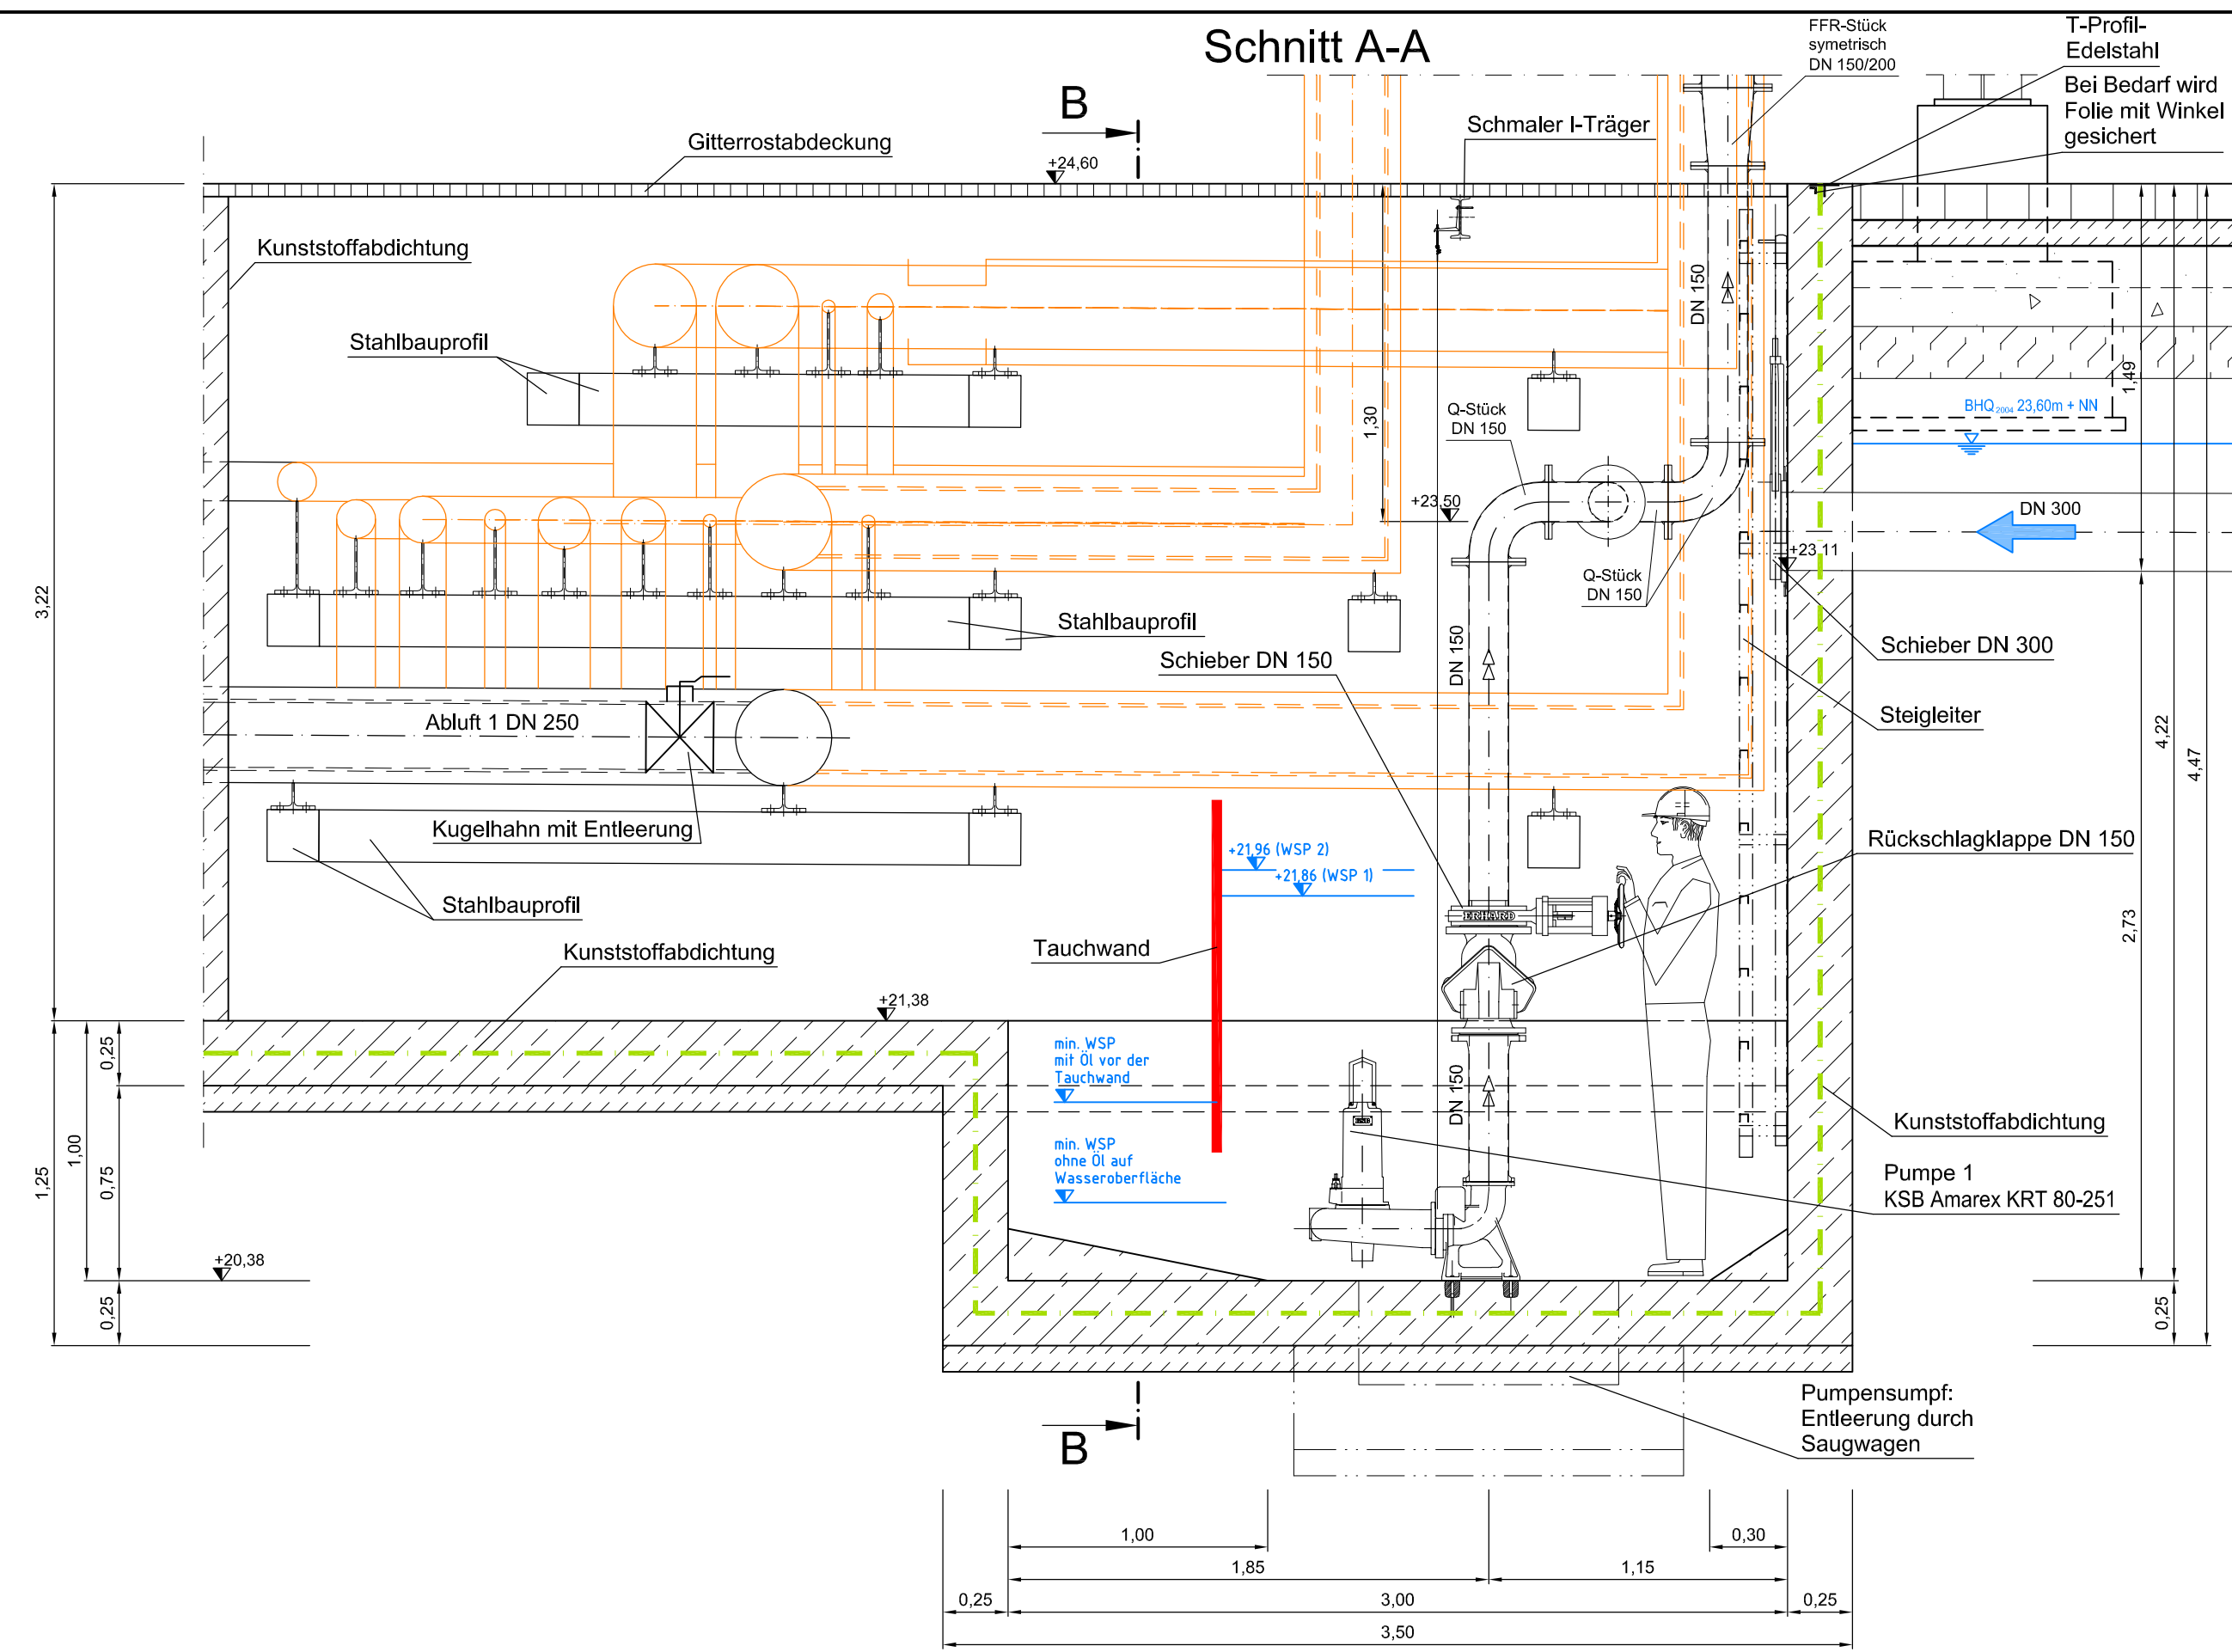 Schnitt A-A
FFR-Stück
symetrisch
DN 150/200
T-Profil-
Edelstahl
Bei Bedarf wird
Folie mit Winkel
gesichert
B
Schmaler I-Träger
Gitterrostabdeckung
+24,60
Kunststoffabdichtung
Stahlbauprofil
DN 150
1,30
Q-Stück
DN 150
1,49
BHQ2004 23,60m + NN
+23,50
DN 300
+23,11
Q-Stück
DN 150
3,22
Stahlbauprofil
Schieber DN 150
DN 150
Schieber DN 300
Steigleiter
Abluft 1 DN 250
4,22
4,47
Kugelhahn mit Entleerung
Rückschlagklappe DN 150
+21,96 (WSP 2)
+21,86 (WSP 1)
Stahlbauprofil
ERHARD
2,73
Kunststoffabdichtung
Tauchwand
+21,38
0,25
min. WSP
mit Öl vor der
Tauchwand
DN 150
KSB
Kunststoffabdichtung
1,00
0,75
1,25
min. WSP
ohne Öl auf
Wasseroberfläche
Pumpe 1
KSB Amarex KRT 80-251
+20,38
0,25
0,25
Pumpensumpf:
Entleerung durch
Saugwagen
B
1,00
0,30
1,85
1,15
0,25
3,00
0,25
3,50